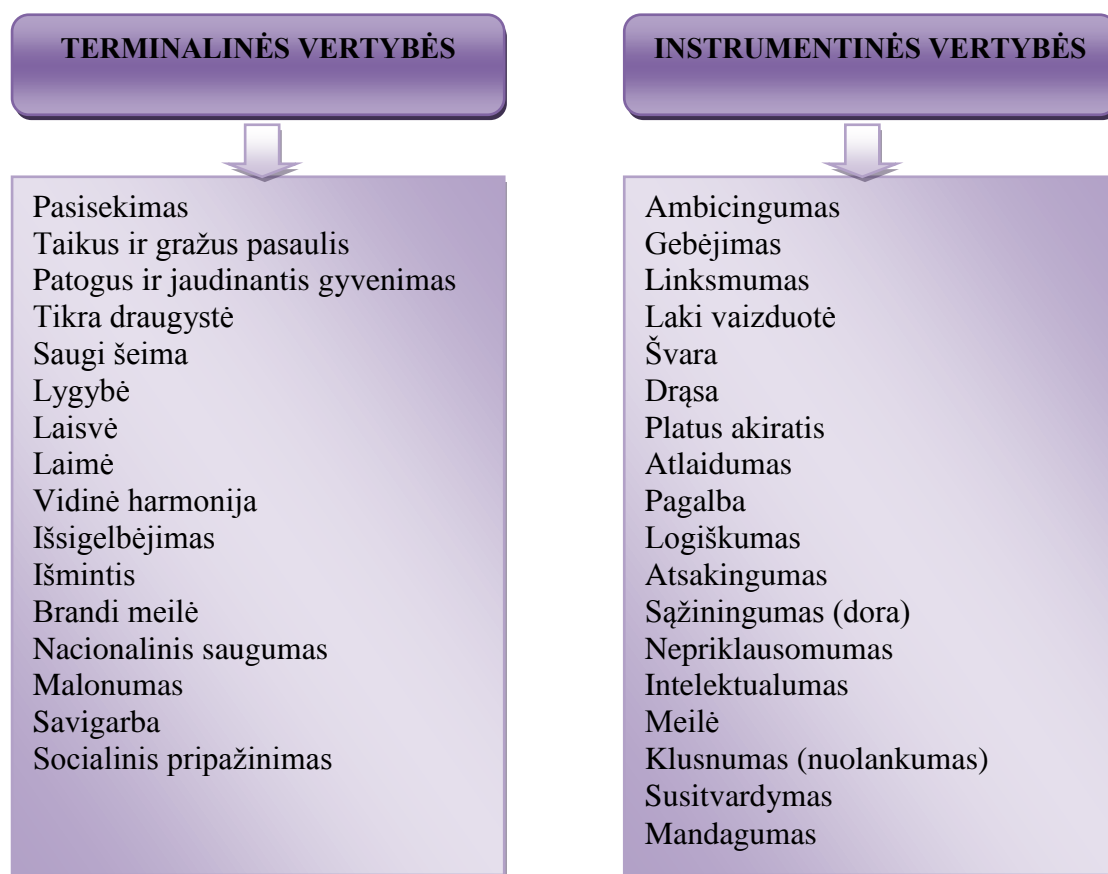 TERMINALINĖS VERTYBĖS
Pasisekimas
Taikus ir gražus pasaulis
Patogus ir jaudinantis gyvenimas
Tikra draugystė
Saugi šeima
Lygybė
Laisvė
Laimė
Vidinė harmonija
Išsigelbėjimas
Išmintis
Brandi meilė
Nacionalinis saugumas
Malonumas
Savigarba
Socialinis pripažinimas
INSTRUMENTINĖS VERTYBĖS
Ambicingumas
Gebėjimas
Linksmumas
Laki vaizduotė
Švara
Drąsa
Platus akiratis
Atlaidumas
Pagalba
Logiškumas
Atsakingumas
Sąžiningumas (dora)
Nepriklausomumas
Intelektualumas
Meilė
Klusnumas (nuolankumas)
Susitvardymas
Mandagumas